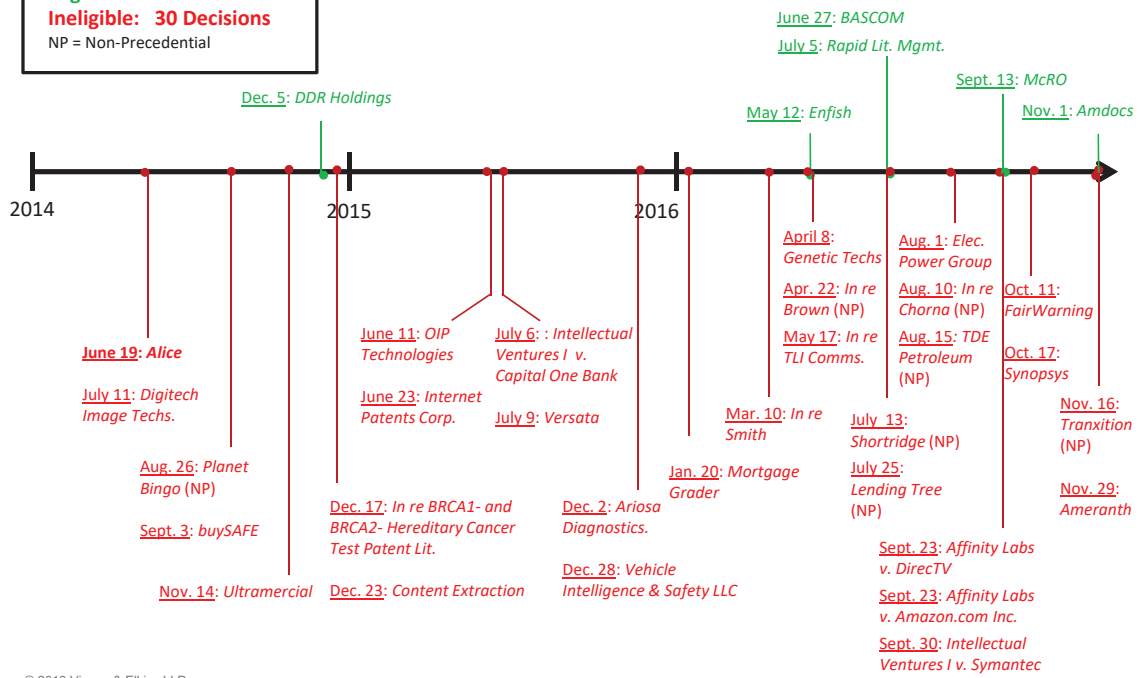 Ineligible: 30 Decisions
NP = Non-Precedential
June 27: BASCOM
July 5: Rapid Lit. Mgmt.
Dec. 5: DDR Holdings
Sept. 13: McRO
May 12: Enfish
Nov. 1: Amdocs
2014
2015
2016
June 19: Alice
July 11: Digitech
Image Techs.
Aug. 26: Planet
Bingo (NP)
Sept. 3: buySAFE
Nov. 14: Ultramercial
Dec. 17: In re BRCA1- and
BRCA2- Hereditary Cancer
Test Patent Lit.
Dec. 23: Content Extraction
June 11: OIP
Technologies
June 23: Internet
Patents Corp.
July 6: : Intellectual
Ventures I v.
Capital One Bank
July 9: Versata
Dec. 2: Ariosa
Diagnostics.
Dec. 28: Vehicle
Intelligence & Safety LLC
Jan. 20: Mortgage
Grader
Mar. 10: In re
Smith
April 8:
Genetic Techs
Apr. 22: In re
Brown (NP)
May 17: In re
TLI Comms.
July 13:
Shortridge (NP)
July 25:
Lending Tree
(NP)
Aug. 1: Elec.
Power Group
Aug. 10: In re
Chorna (NP)
Aug. 15: TDE
Petroleum
(NP)
Sept. 23: Affinity Labs
v. DirecTV
Sept. 23: Affinity Labs
v. Amazon.com Inc.
Sept. 30: Intellectual
Ventures I v. Symantec
Oct. 11:
FairWarning
Oct. 17:
Synopsys
Nov. 16:
Tranxition
(NP)
Nov. 29:
Ameranth